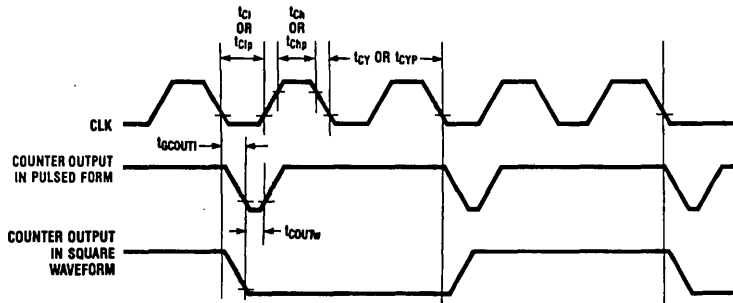 tCl
OR
tClp
tCh
OR
tChp
tCY OR tCYP
CLK
tGCOUT1
COUNTER OUTPUT
IN PULSED FORM
tCOUTw
COUNTER OUTPUT
IN SQUARE
WAVEFORM